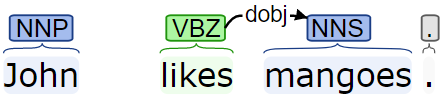 NNP VBZ dobj NNS .
John likes mangoes .